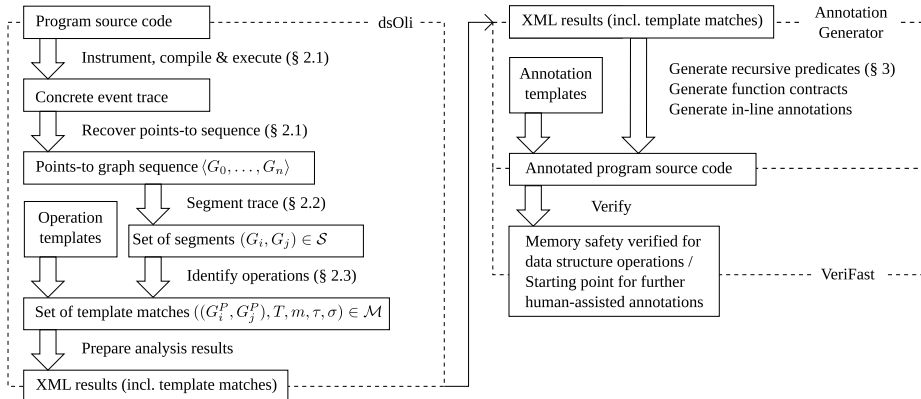 Program source code
dsOli
Instrument, compile & execute (§ 2.1)
Concrete event trace
Recover points-to sequence (§ 2.1)
Points-to graph sequence ⟨G_0, . . . , G_n⟩
Segment trace (§ 2.2)
Operation
templates
Set of segments (G_i, G_j) ∈ S
Identify operations (§ 2.3)
Set of template matches ((G_i^P, G_j^P), T, m, τ, σ) ∈ M
Prepare analysis results
XML results (incl. template matches)
XML results (incl. template matches)
Annotation
Generator
Annotation
templates
Generate recursive predicates (§ 3)
Generate function contracts
Generate in-line annotations
Annotated program source code
Verify
Memory safety verified for
data structure operations /
Starting point for further
human-assisted annotations
VeriFast